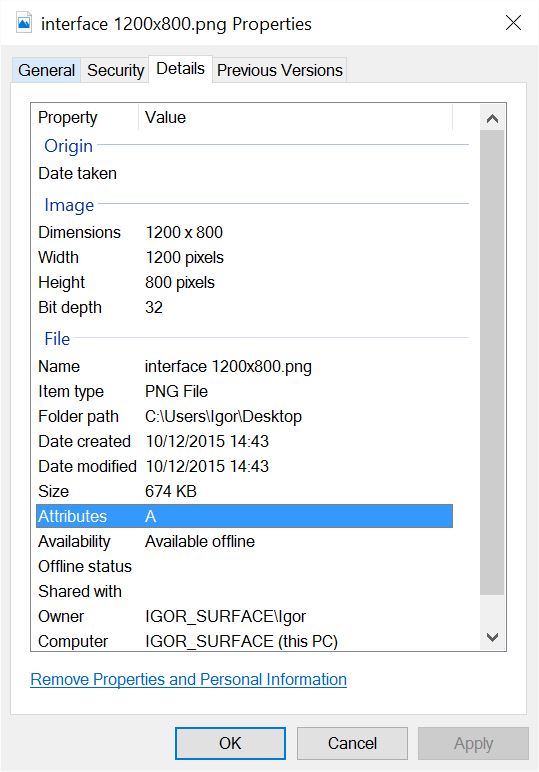 interface 1200x800.png Properties
General Security Details Previous Versions
Property Value
Origin
Date taken
Image
Dimensions 1200 x 800
Width 1200 pixels
Height 800 pixels
Bit depth 32
File
Name interface 1200x800.png
Item type PNG File
Folder path C:\Users\Igor\Desktop
Date created 10/12/2015 14:43
Date modified 10/12/2015 14:43
Size 674 KB
Attributes A
Availability Available offline
Offline status
Shared with
Owner IGOR_SURFACE\Igor
Computer IGOR_SURFACE (this PC)
Remove Properties and Personal Information
OK Cancel Apply